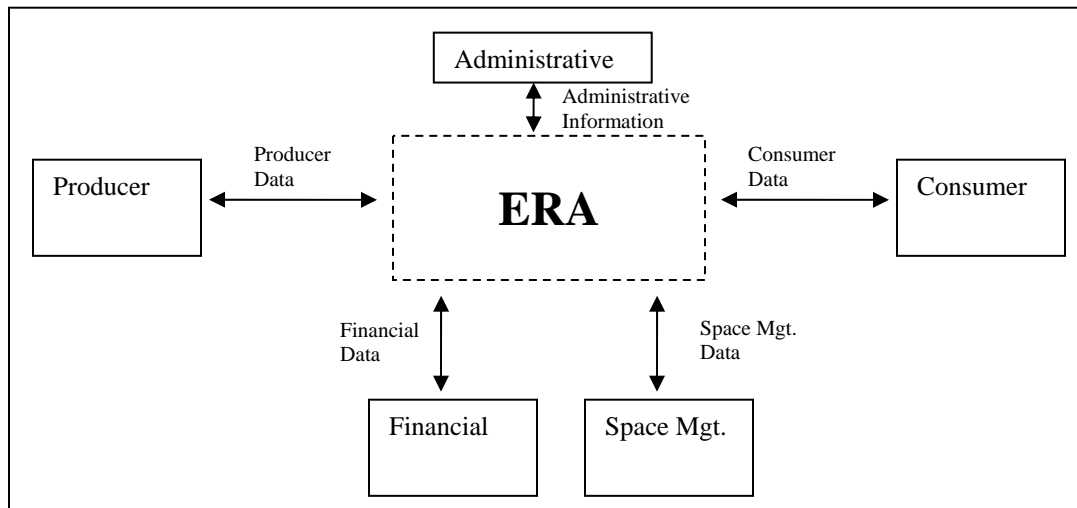 Administrative
Administrative
Information
Producer
Data
Consumer
Data
Producer
ERA
Consumer
Financial
Data
Space Mgt.
Data
Financial
Space Mgt.